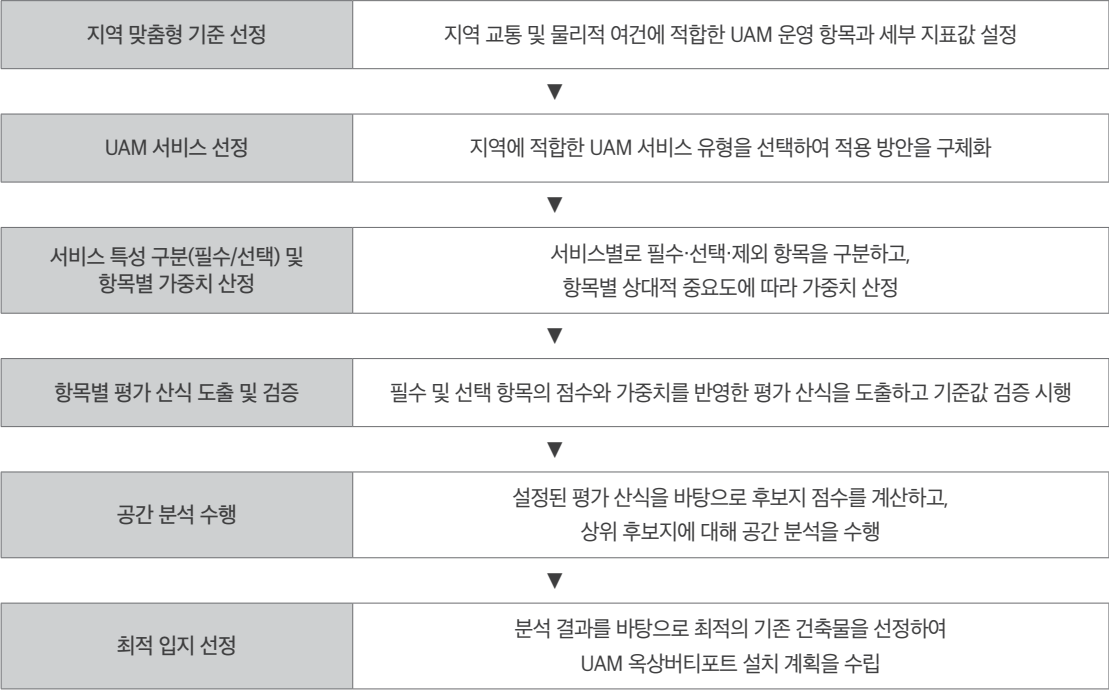 지역 맞춤형 기준 선정
지역 교통 및 물리적 여건에 적합한 UAM 운영 항목과 세부 지표값 설정
▼
UAM 서비스 선정
지역에 적합한 UAM 서비스 유형을 선택하여 적용 방안을 구체화
▼
서비스 특성 구분(필수/선택) 및
항목별 가중치 산정
서비스별로 필수·선택·제외 항목을 구분하고,
항목별 상대적 중요도에 따라 가중치 산정
▼
항목별 평가 산식 도출 및 검증
필수 및 선택 항목의 점수와 가중치를 반영한 평가 산식을 도출하고 기준값 검증 시행
▼
공간 분석 수행
설정된 평가 산식을 바탕으로 후보지 점수를 계산하고,
상위 후보지에 대해 공간 분석을 수행
▼
최적 입지 선정
분석 결과를 바탕으로 최적의 기존 건축물을 선정하여
UAM 옥상버티포트 설치 계획을 수립